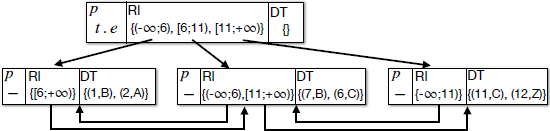 p RI DT
t.e {(-∞;6), [6;11), [11;+∞)} {}
p RI DT
– {[6;+∞)} {(1,B), (2,A)}
p RI DT
– {(-∞;6),[11;+∞)} {(7,B), (6,C)}
p RI DT
– {-∞;11)} {(11,C), (12,Z)}